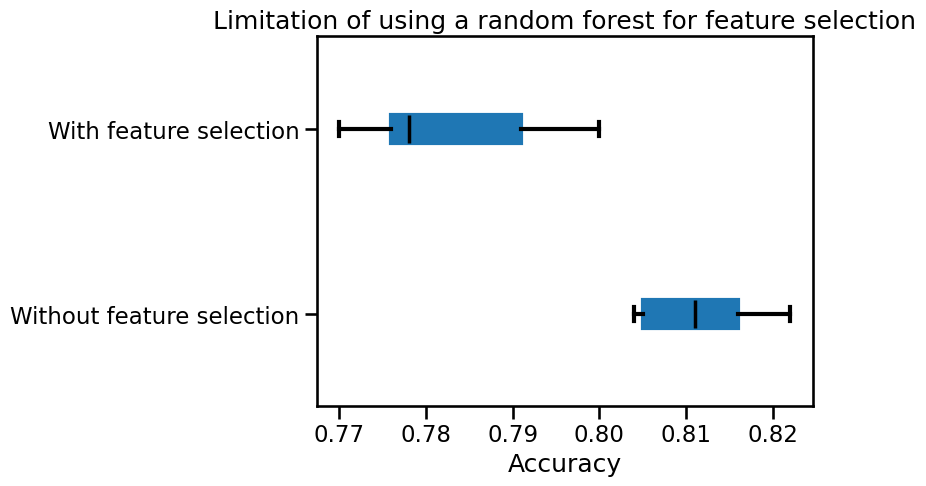 Limitation of using a random forest for feature selection
With feature selection
Without feature selection
0.77 0.78 0.79 0.80 0.81 0.82
Accuracy